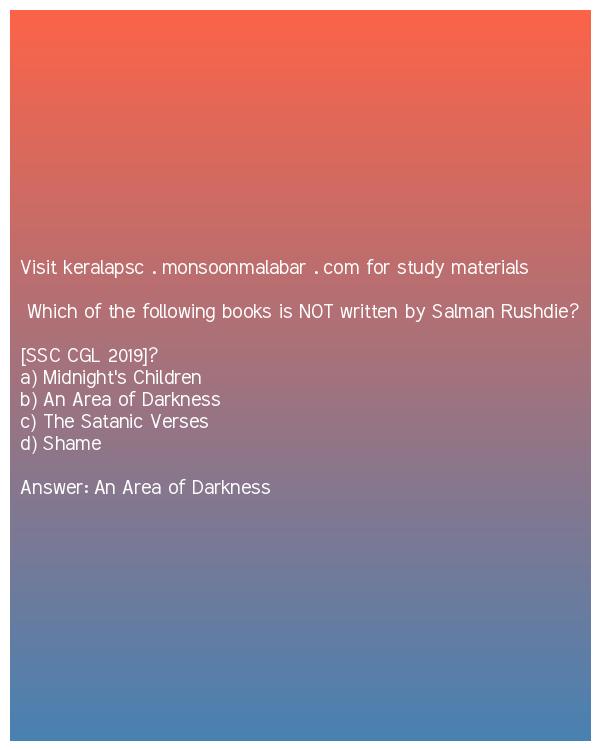 Visit keralapsc . monsoonmalabar . com for study materials
Which of the following books is NOT written by Salman Rushdie?
[SSC CGL 2019]?
a) Midnight's Children
b) An Area of Darkness
c) The Satanic Verses
d) Shame
Answer: An Area of Darkness